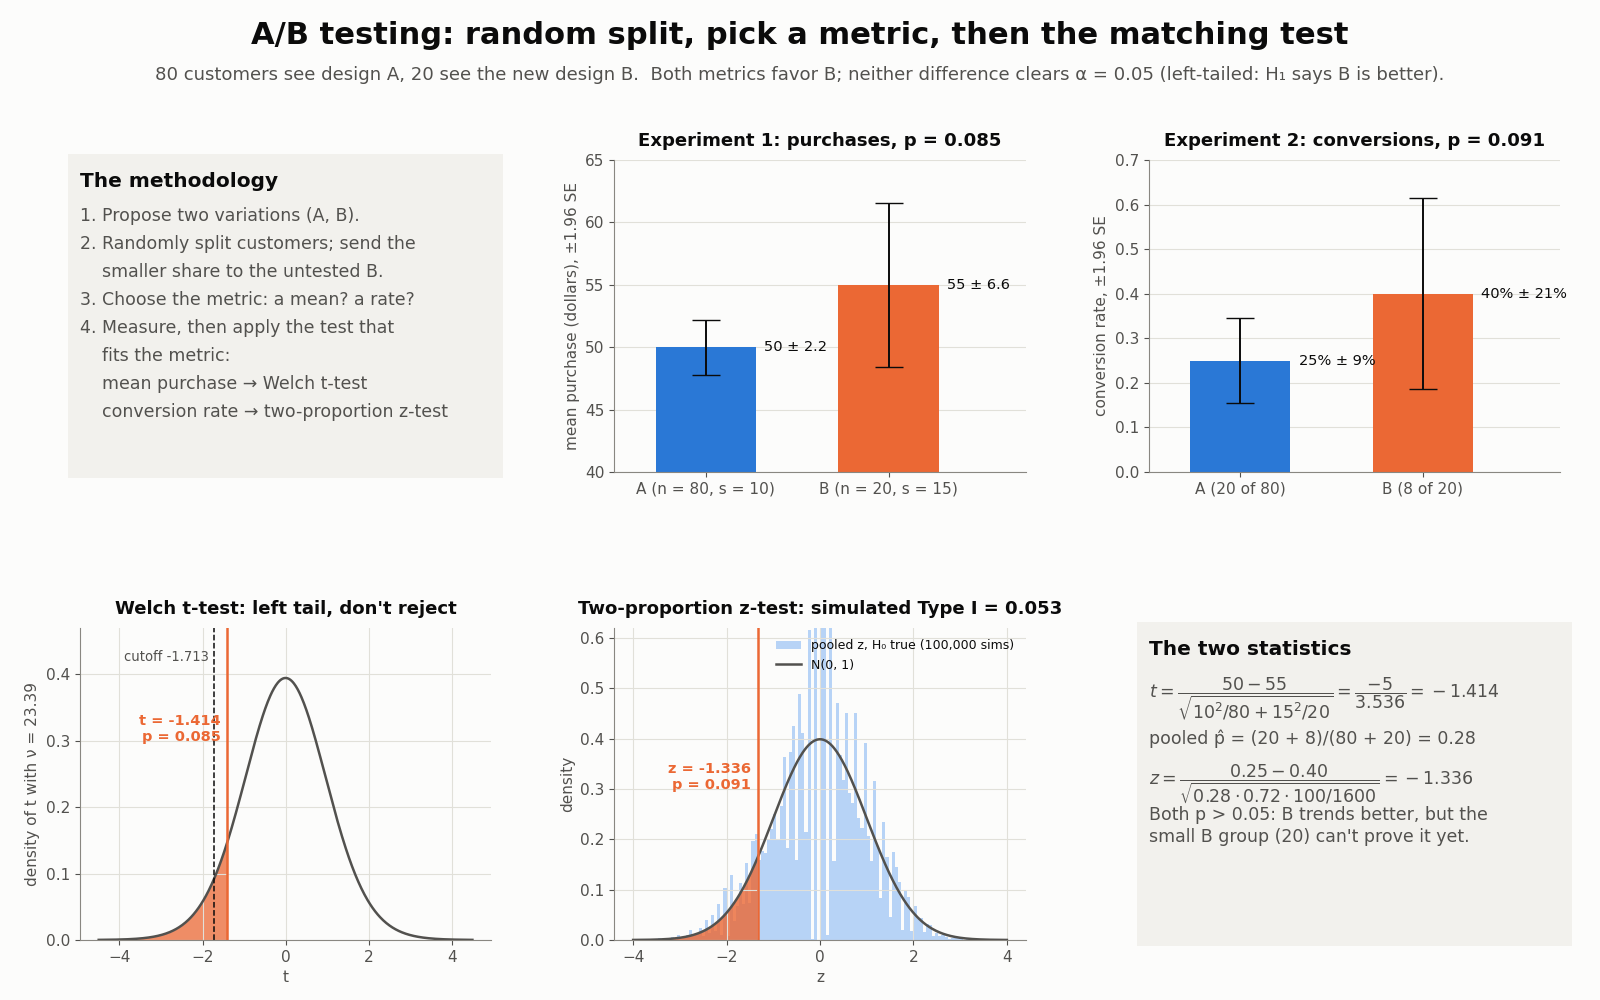 A/B testing: random split, pick a metric, then the matching test
80 customers see design A, 20 see the new design B.  Both metrics favor B; neither difference clears α = 0.05 (left-tailed: H₁ says B is better).
The methodology
1. Propose two variations (A, B).
2. Randomly split customers; send the
smaller share to the untested B.
3. Choose the metric: a mean? a rate?
4. Measure, then apply the test that
fits the metric:
mean purchase → Welch t-test
conversion rate → two-proportion z-test
Experiment 1: purchases, p = 0.085
mean purchase (dollars), ±1.96 SE
65
60
55
50
45
40
50 ± 2.2
55 ± 6.6
A (n = 80, s = 10)
B (n = 20, s = 15)
Experiment 2: conversions, p = 0.091
conversion rate, ±1.96 SE
0.7
0.6
0.5
0.4
0.3
0.2
0.1
0.0
25% ± 9%
40% ± 21%
A (20 of 80)
B (8 of 20)
Welch t-test: left tail, don't reject
density of t with ν = 23.39
0.4
0.3
0.2
0.1
0.0
cutoff -1.713
t = -1.414
p = 0.085
−4 −2 0 2 4
t
Two-proportion z-test: simulated Type I = 0.053
density
0.6
0.5
0.4
0.3
0.2
0.1
0.0
pooled z, H₀ true (100,000 sims)
N(0, 1)
z = -1.336
p = 0.091
−4 −2 0 2 4
z
The two statistics
t = (50 − 55)/√(10²/80 + 15²/20) = −5/3.536 = −1.414
pooled p̂ = (20 + 8)/(80 + 20) = 0.28
z = (0.25 − 0.40)/√(0.28 · 0.72 · 100/1600) = −1.336
Both p > 0.05: B trends better, but the
small B group (20) can't prove it yet.